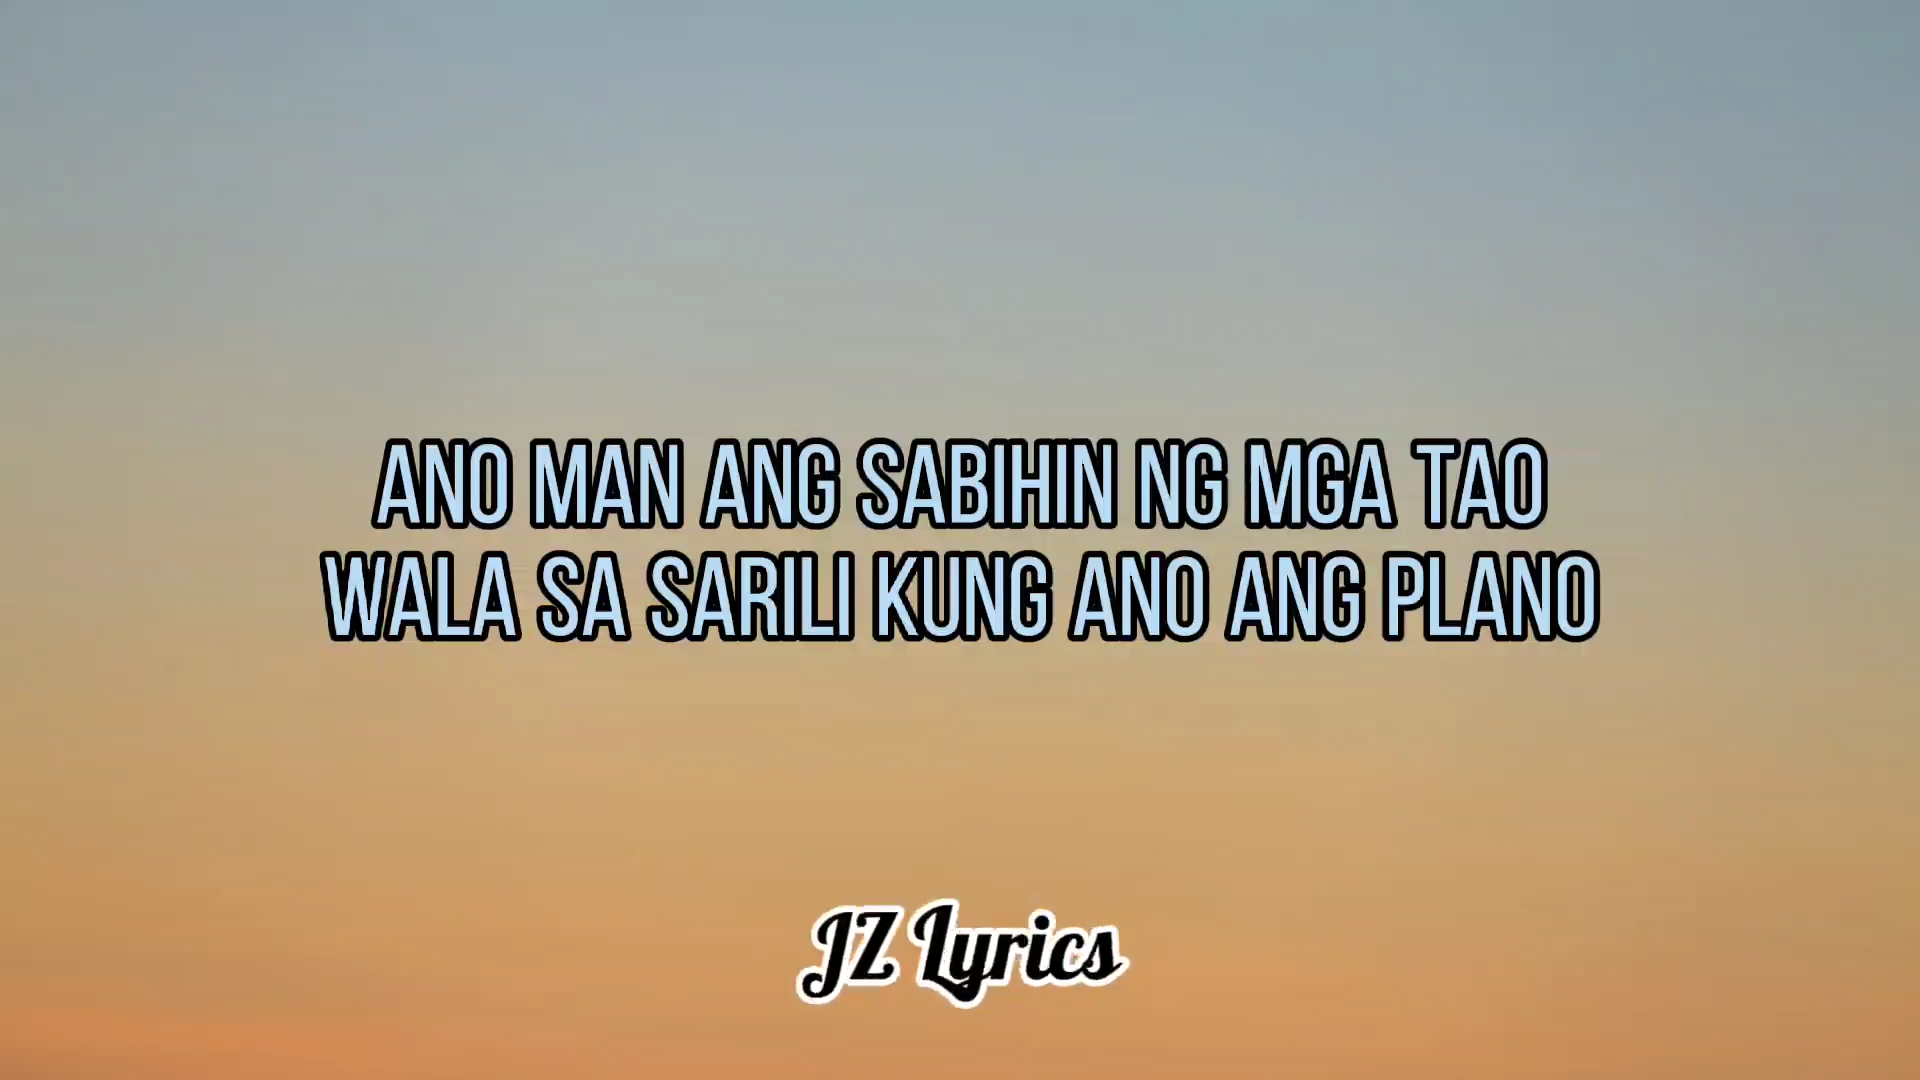 ANO MAN ANG SABIHIN NG MGA TAO
WALA SA SARILI KUNG ANO ANG PLANO
JZ Lyrics